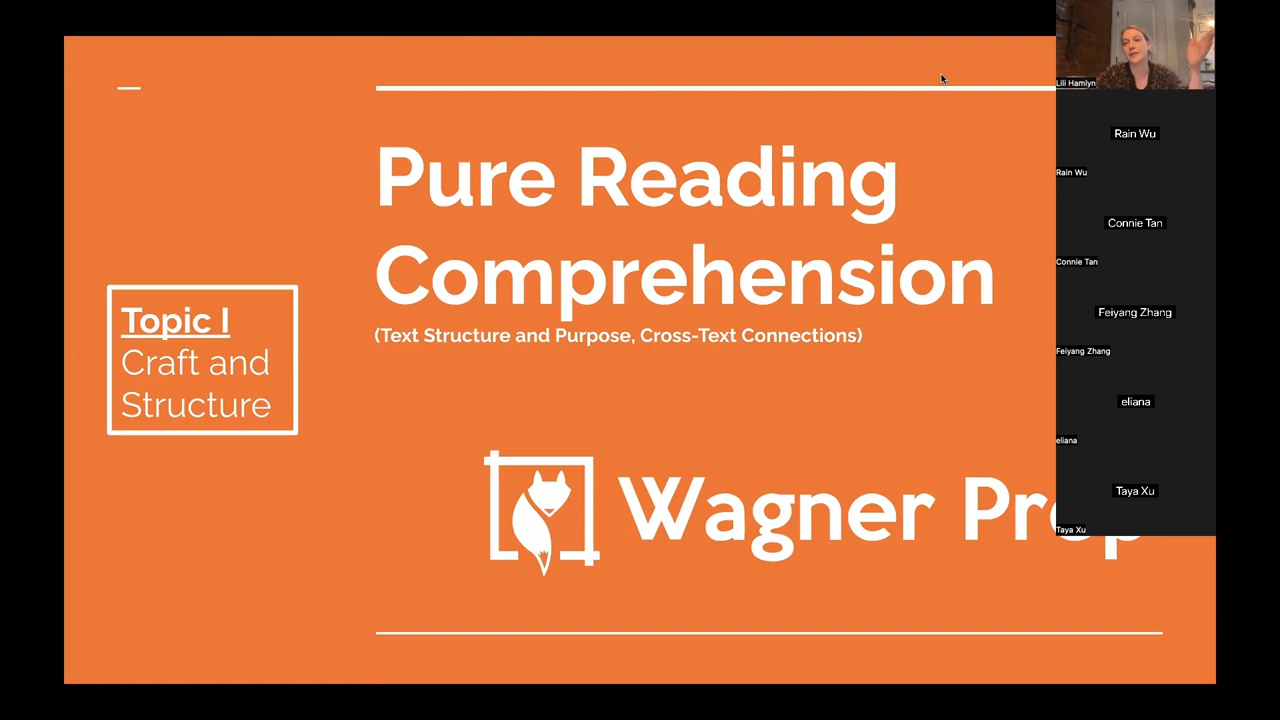 Pure Reading
Comprehension
(Text Structure and Purpose, Cross-Text Connections)
Topic I
Craft and
Structure
Wagner Prep
Lili Hamlyn
Rain Wu
Rain Wu
Connie Tan
Connie Tan
Feiyang Zhang
Feiyang Zhang
eliana
eliana
Taya Xu
Taya Xu